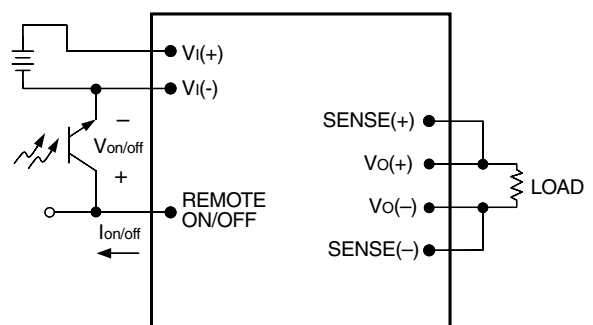 VI(+)
VI(-)
SENSE(+)
–
Von/off
+
VO(+)
LOAD
VO(–)
REMOTE
ON/OFF
SENSE(–)
Ion/off